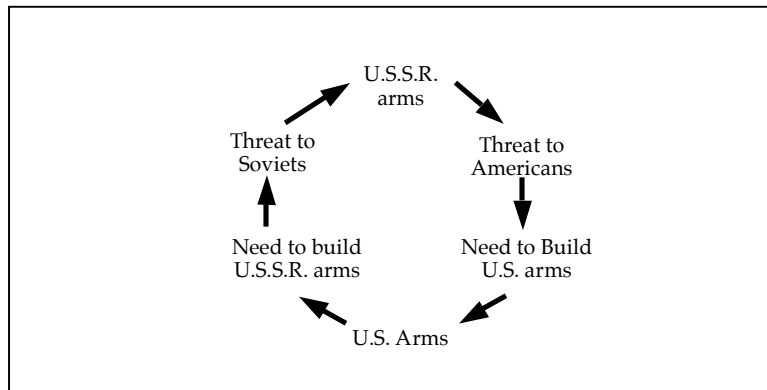 U.S.S.R.
arms
Threat to
Americans
Need to Build
U.S. arms
U.S. Arms
Need to build
U.S.S.R. arms
Threat to
Soviets